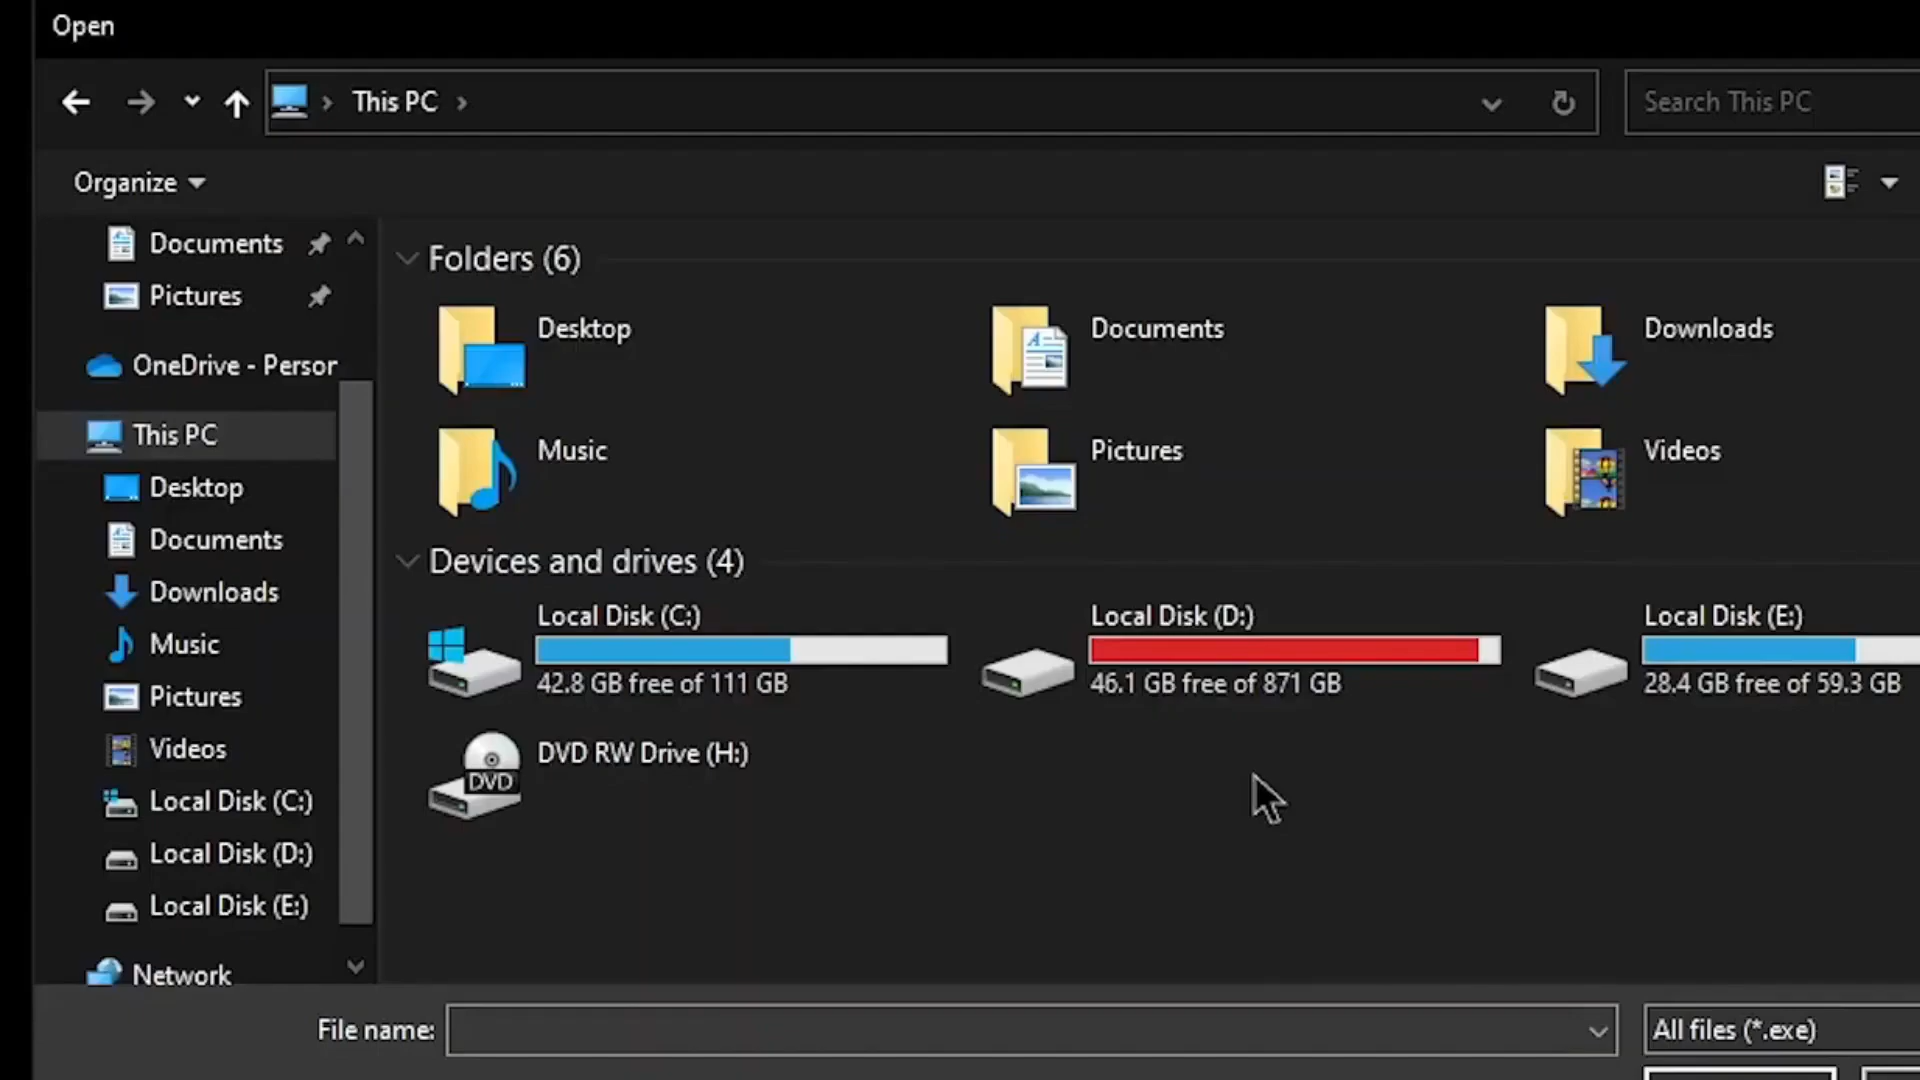 Open
This PC
Search This PC
Organize
Documents
Pictures
OneDrive - Person
This PC
Desktop
Documents
Downloads
Music
Pictures
Videos
Local Disk (C:)
Local Disk (D:)
Local Disk (E:)
Network
Folders (6)
Desktop
Documents
Downloads
Music
Pictures
Videos
Devices and drives (4)
Local Disk (C:)
42.8 GB free of 111 GB
Local Disk (D:)
46.1 GB free of 871 GB
Local Disk (E:)
28.4 GB free of 59.3 GB
DVD RW Drive (H:)
DVD
File name:
All files (*.exe)